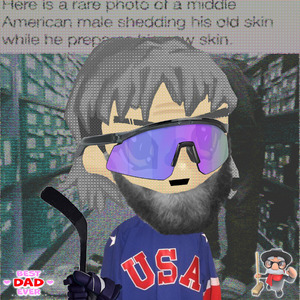 Here is a rare photo of a middle
American male shedding his old skin
while he prepares his new skin.
USA
BEST
DAD
EVER